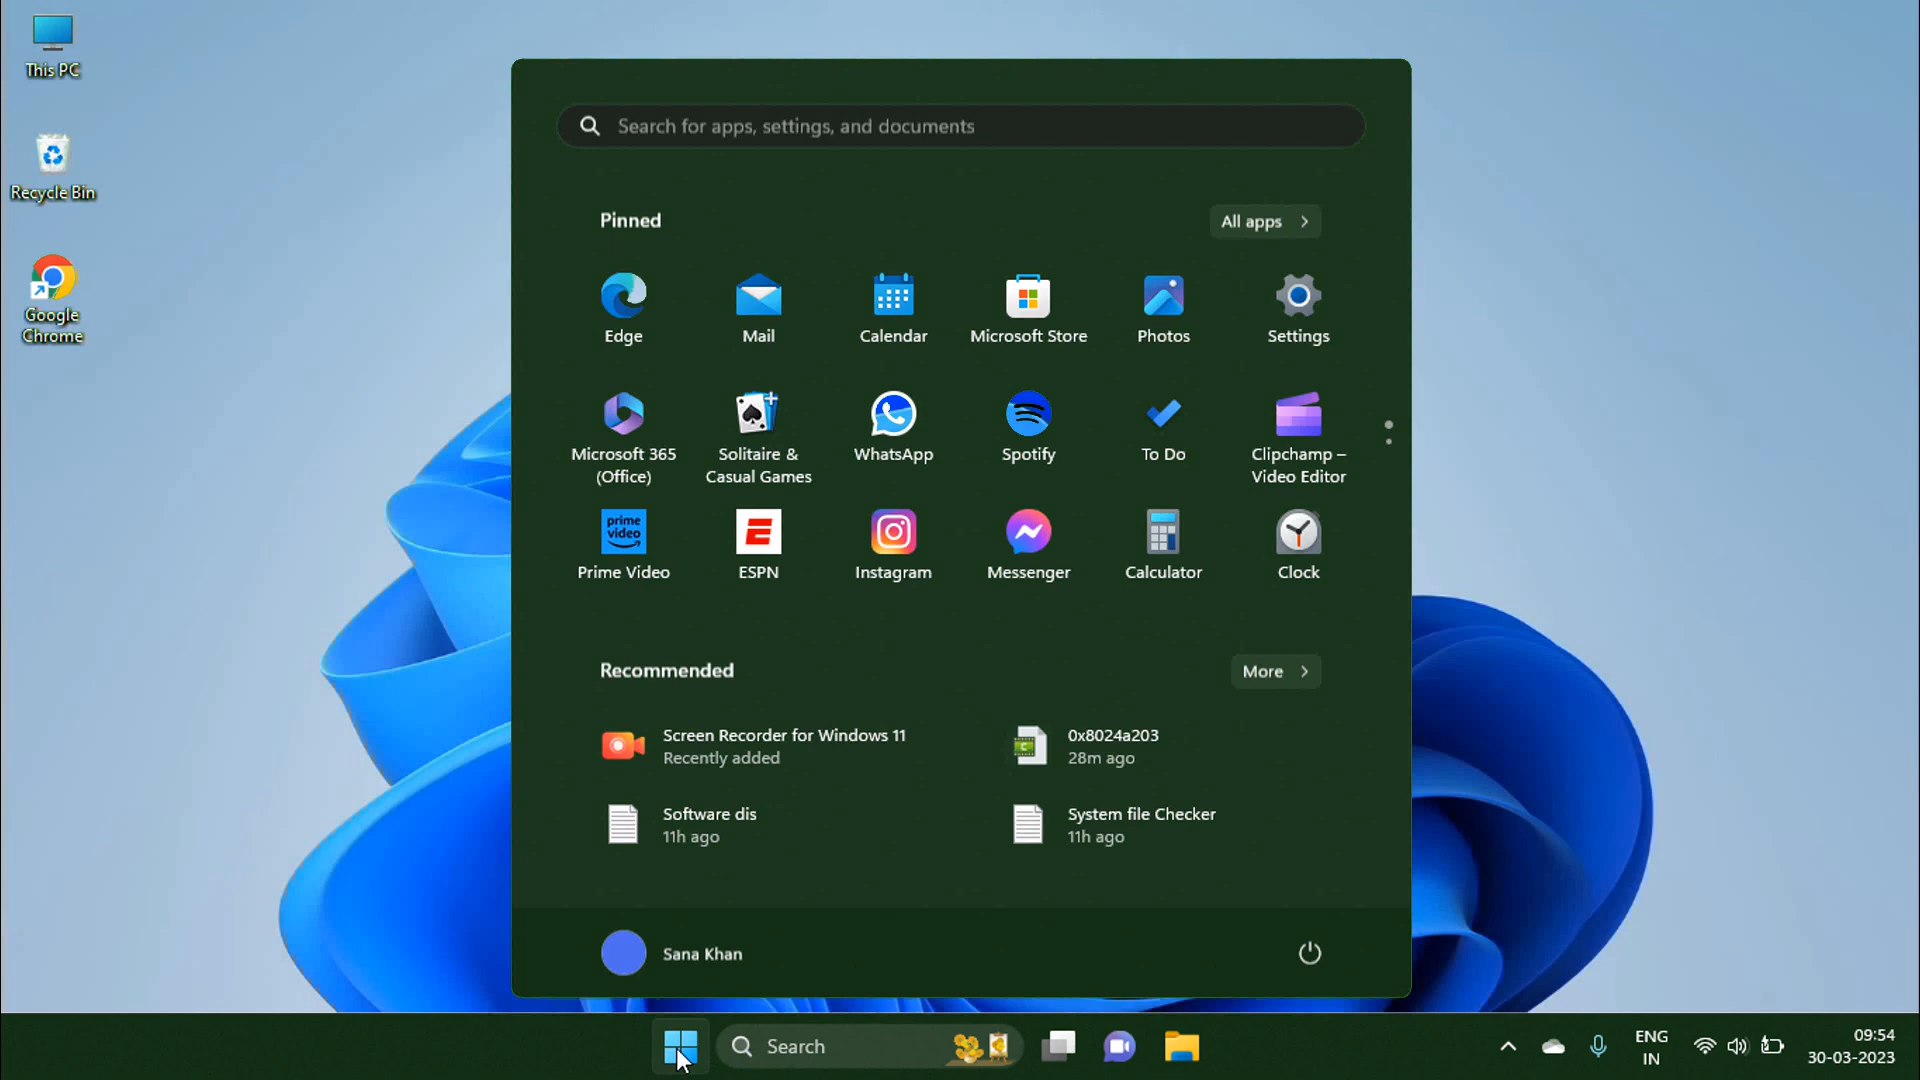 This PC
Recycle Bin
Google
Chrome
Search for apps, settings, and documents
Pinned
All apps
Edge
Mail
Calendar
Microsoft Store
Photos
Settings
Microsoft 365
(Office)
Solitaire &
Casual Games
WhatsApp
Spotify
To Do
Clipchamp –
Video Editor
prime
video
Prime Video
ESPN
Instagram
Messenger
Calculator
Clock
Recommended
More
Screen Recorder for Windows 11
Recently added
0x8024a203
28m ago
Software dis
11h ago
System file Checker
11h ago
Sana Khan
Search
ENG
IN
09:54
30-03-2023